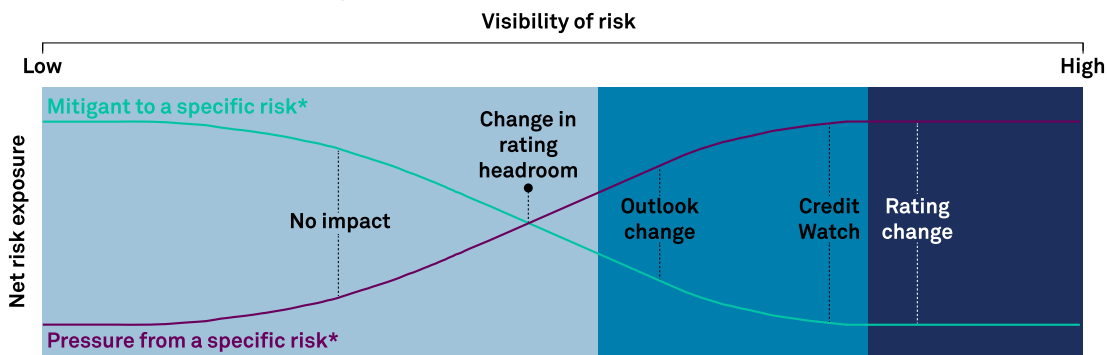 Visibility of risk
Low
High
Mitigant to a specific risk*
Change in
rating
headroom
Net risk exposure
No impact
Outlook
change
Credit
Watch
Rating
change
Pressure from a specific risk*